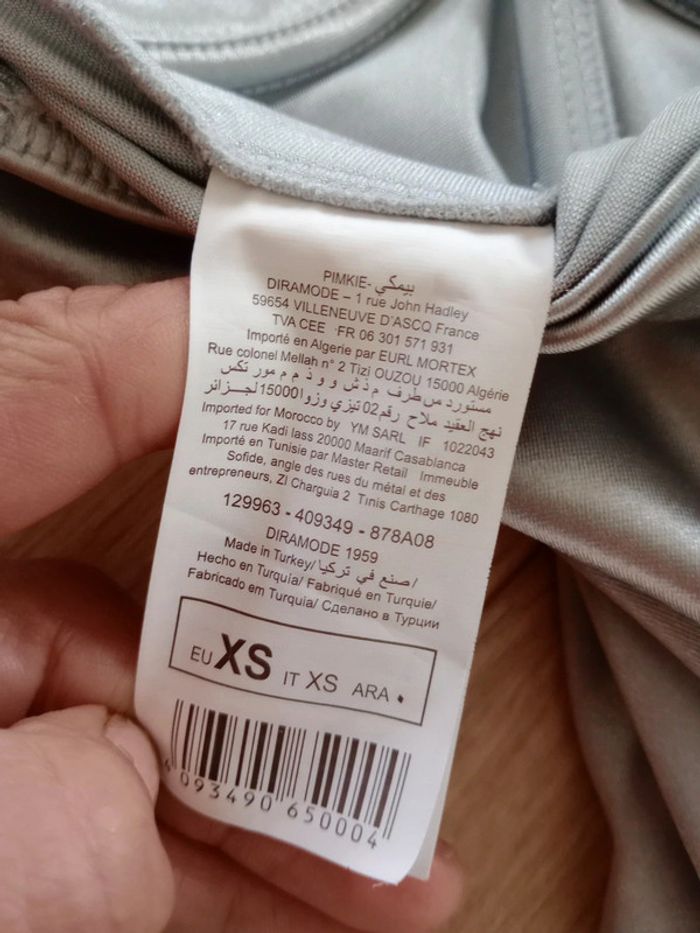 PIMKIE- بيمكي
DIRAMODE – 1 rue John Hadley
59654 VILLENEUVE D'ASCQ France
TVA CEE FR 06 301 571 931
Importé en Algerie par EURL MORTEX
Rue colonel Mellah n° 2 Tizi OUZOU 15000 Algérie
مستورد من طرف م ذ ش و و ذ م م مور تكس
نهج العقيد ملاح رقم 02 تيزي وزو 15000 لجزائر
Imported for Morocco by YM SARL IF 1022043
17 rue Kadi Iass 20000 Maarif Casablanca
Importé en Tunisie par Master Retail Immeuble
Sofide, angle des rues du métal et des
entrepreneurs, ZI Charguia 2 Tinis Carthage 1080
129963 - 409349 - 878A08
DIRAMODE 1959
Made in Turkey/ صنع في تركيا/
Hecho en Turquía/ Fabriqué en Turquie/
Fabricado em Turquia/ Сделано в Турции
EU XS IT XS ARA
093490 650004